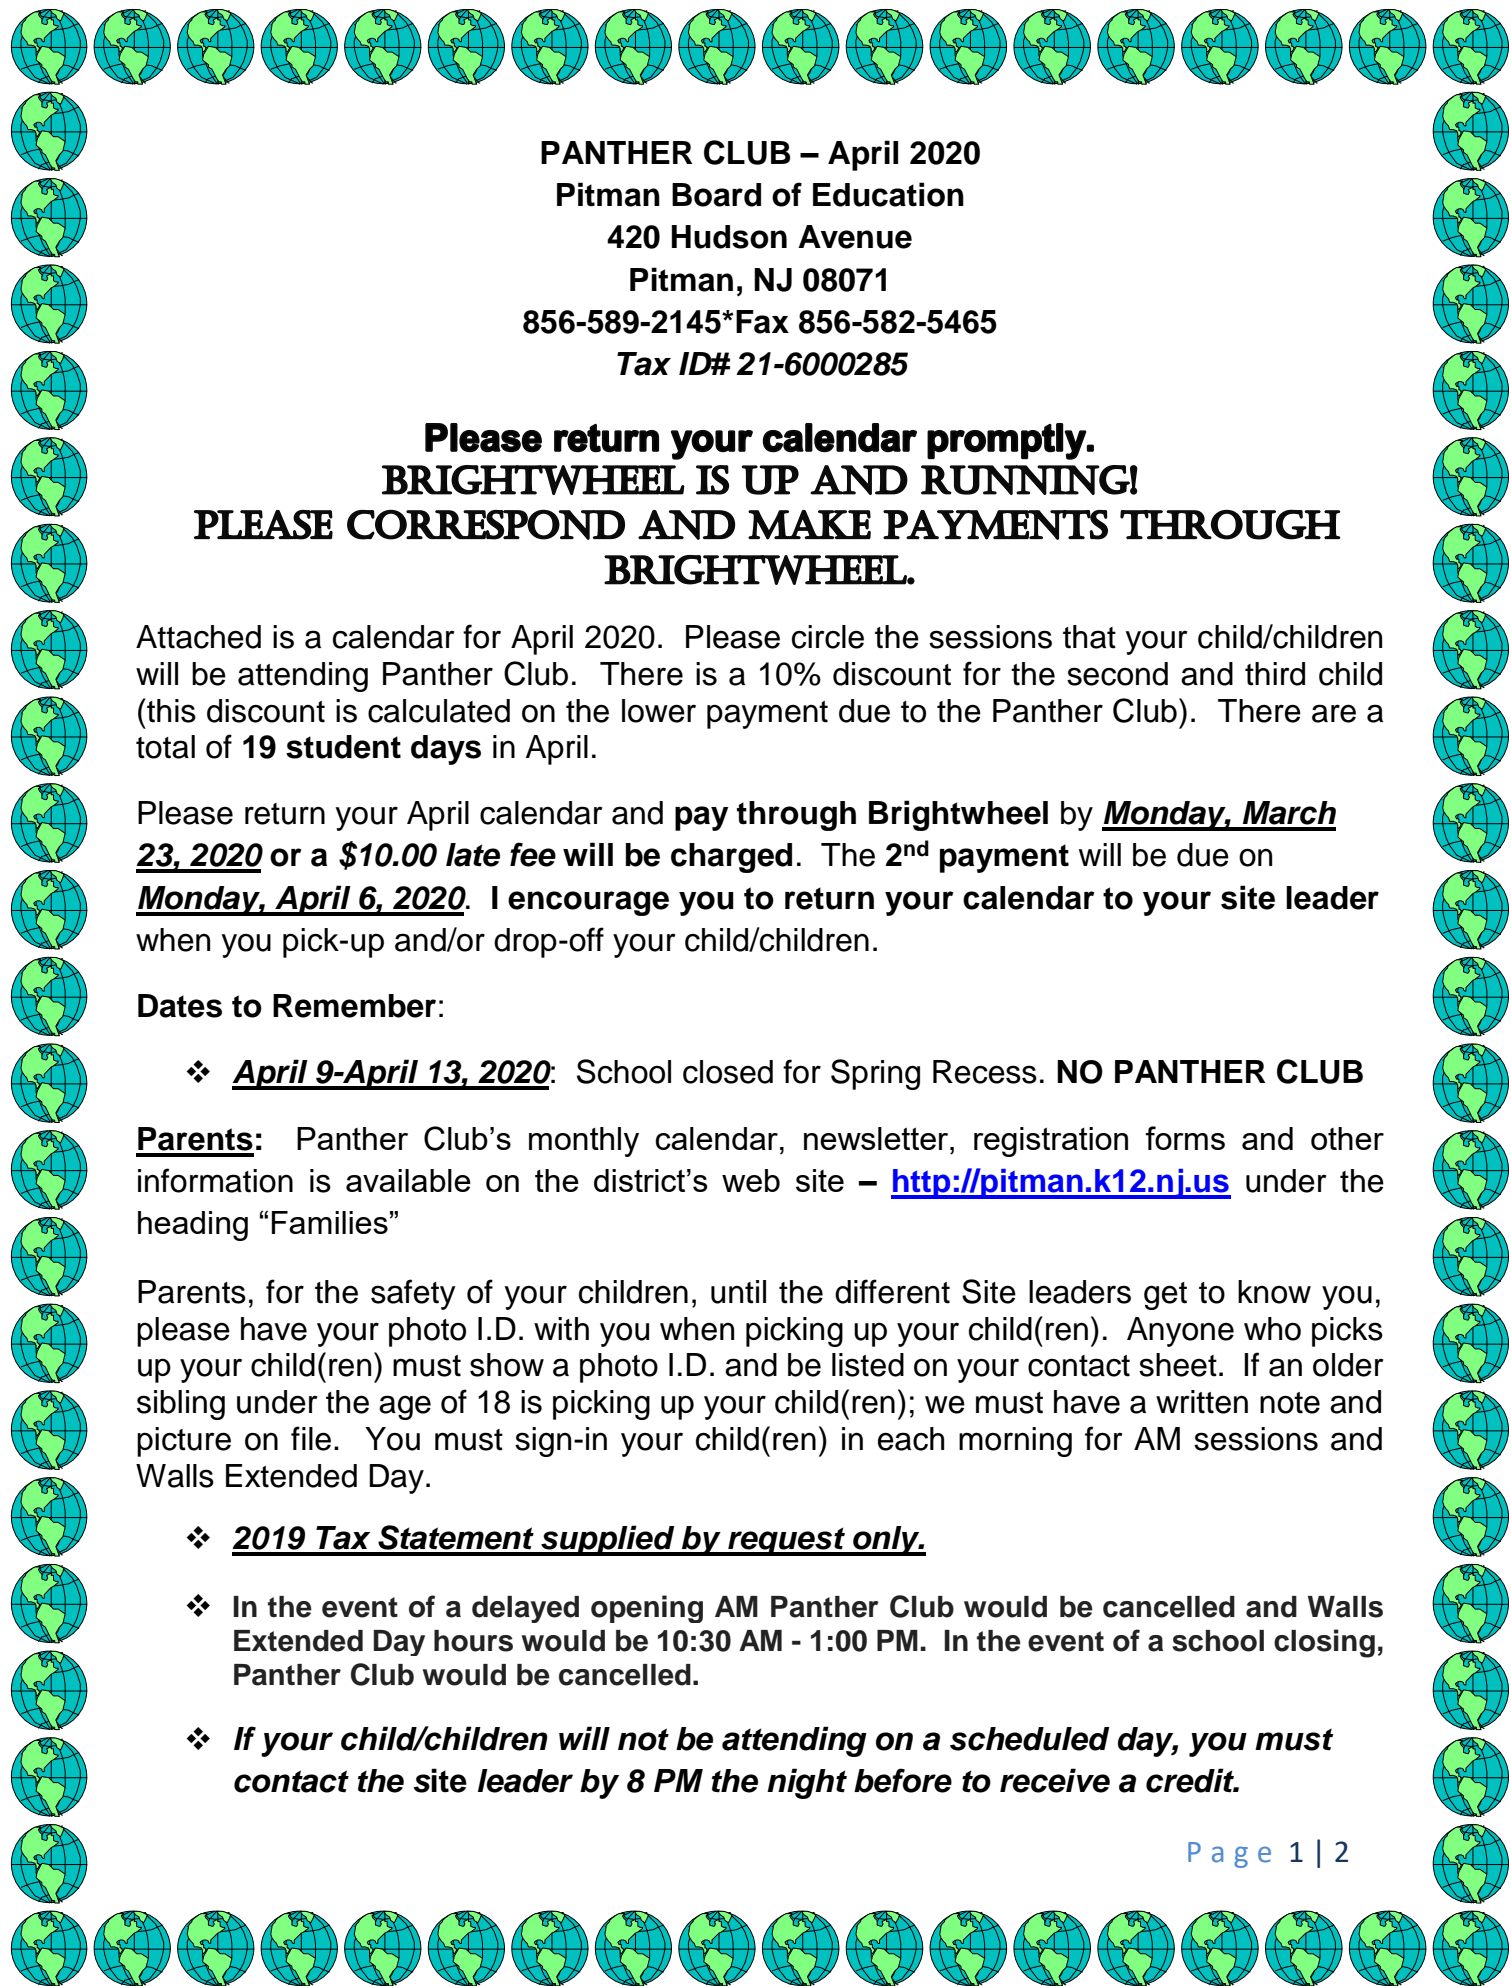 PANTHER CLUB – April 2020
Pitman Board of Education
420 Hudson Avenue
Pitman, NJ 08071
856-589-2145*Fax 856-582-5465
Tax ID# 21-6000285
Please return your calendar promptly.
BRIGHTWHEEL IS UP AND RUNNING!
PLEASE CORRESPOND AND MAKE PAYMENTS THROUGH
BRIGHTWHEEL.
Attached is a calendar for April 2020. Please circle the sessions that your child/children
will be attending Panther Club. There is a 10% discount for the second and third child
(this discount is calculated on the lower payment due to the Panther Club). There are a
total of 19 student days in April.
Please return your April calendar and pay through Brightwheel by Monday, March
23, 2020 or a $10.00 late fee will be charged. The 2nd payment will be due on
Monday, April 6, 2020. I encourage you to return your calendar to your site leader
when you pick-up and/or drop-off your child/children.
Dates to Remember:
❖ April 9-April 13, 2020: School closed for Spring Recess. NO PANTHER CLUB
Parents: Panther Club’s monthly calendar, newsletter, registration forms and other
information is available on the district’s web site – http://pitman.k12.nj.us under the
heading “Families”
Parents, for the safety of your children, until the different Site leaders get to know you,
please have your photo I.D. with you when picking up your child(ren). Anyone who picks
up your child(ren) must show a photo I.D. and be listed on your contact sheet. If an older
sibling under the age of 18 is picking up your child(ren); we must have a written note and
picture on file. You must sign-in your child(ren) in each morning for AM sessions and
Walls Extended Day.
❖ 2019 Tax Statement supplied by request only.
❖ In the event of a delayed opening AM Panther Club would be cancelled and Walls
Extended Day hours would be 10:30 AM - 1:00 PM. In the event of a school closing,
Panther Club would be cancelled.
❖ If your child/children will not be attending on a scheduled day, you must
contact the site leader by 8 PM the night before to receive a credit.
Page 1 | 2